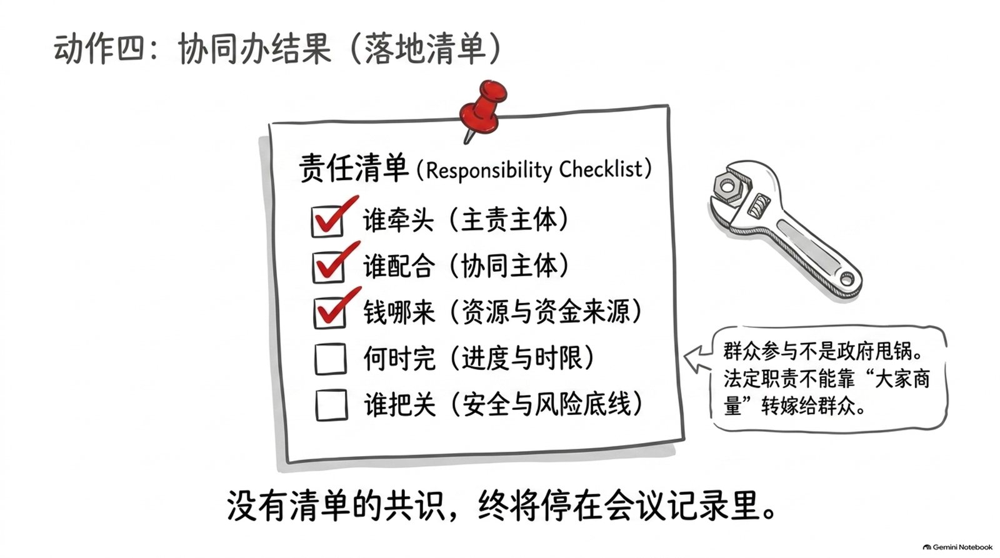 动作四：协同办结果（落地清单）
责任清单（Responsibility Checklist）
谁牵头（主责主体）
谁配合（协同主体）
钱哪来（资源与资金来源）
何时完（进度与时限）
谁把关（安全与风险底线）
群众参与不是政府甩锅。
法定职责不能靠“大家商
量”转嫁给群众。
没有清单的共识，终将停在会议记录里。
Gemini Notebook